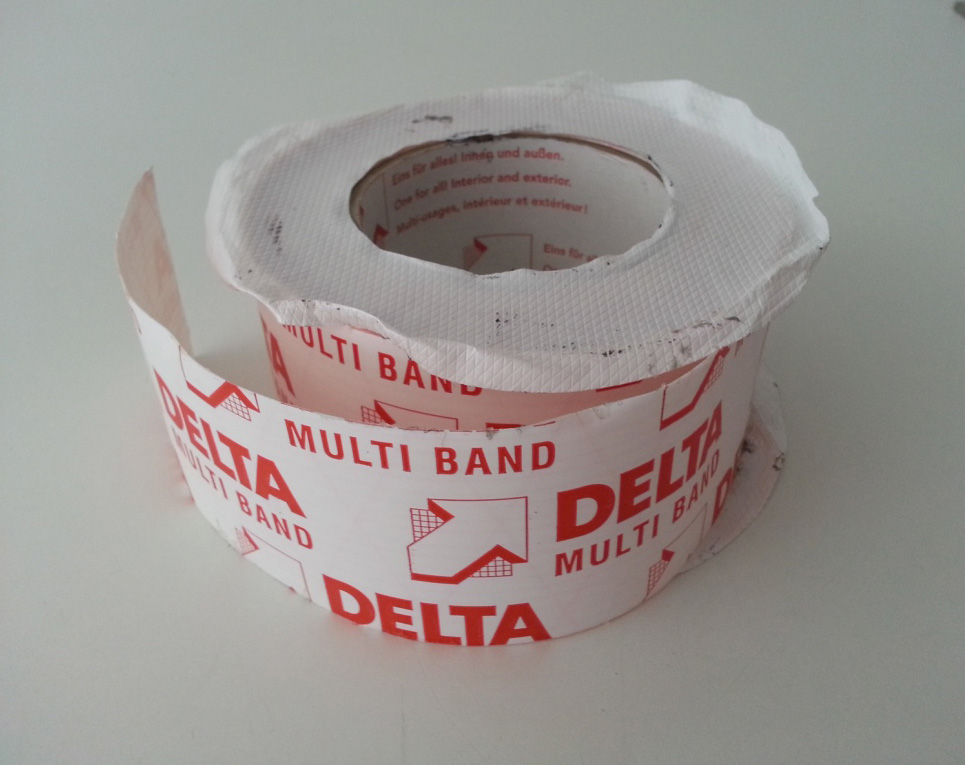 Eins für alles! Innen und außen.
One for all! Interior and exterior.
Multi-usages, intérieur et extérieur!
Eins für
MULTI BAND
MULTI BAND
DELTA
MULTI BAND
DELTA
MULTI BAND
DELTA